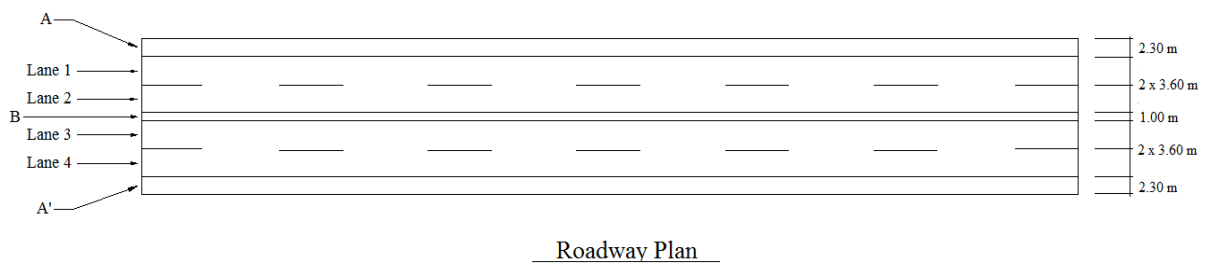 A
Lane 1
Lane 2
B
Lane 3
Lane 4
A'
2.30 m
2 x 3.60 m
1.00 m
2 x 3.60 m
2.30 m
Roadway Plan